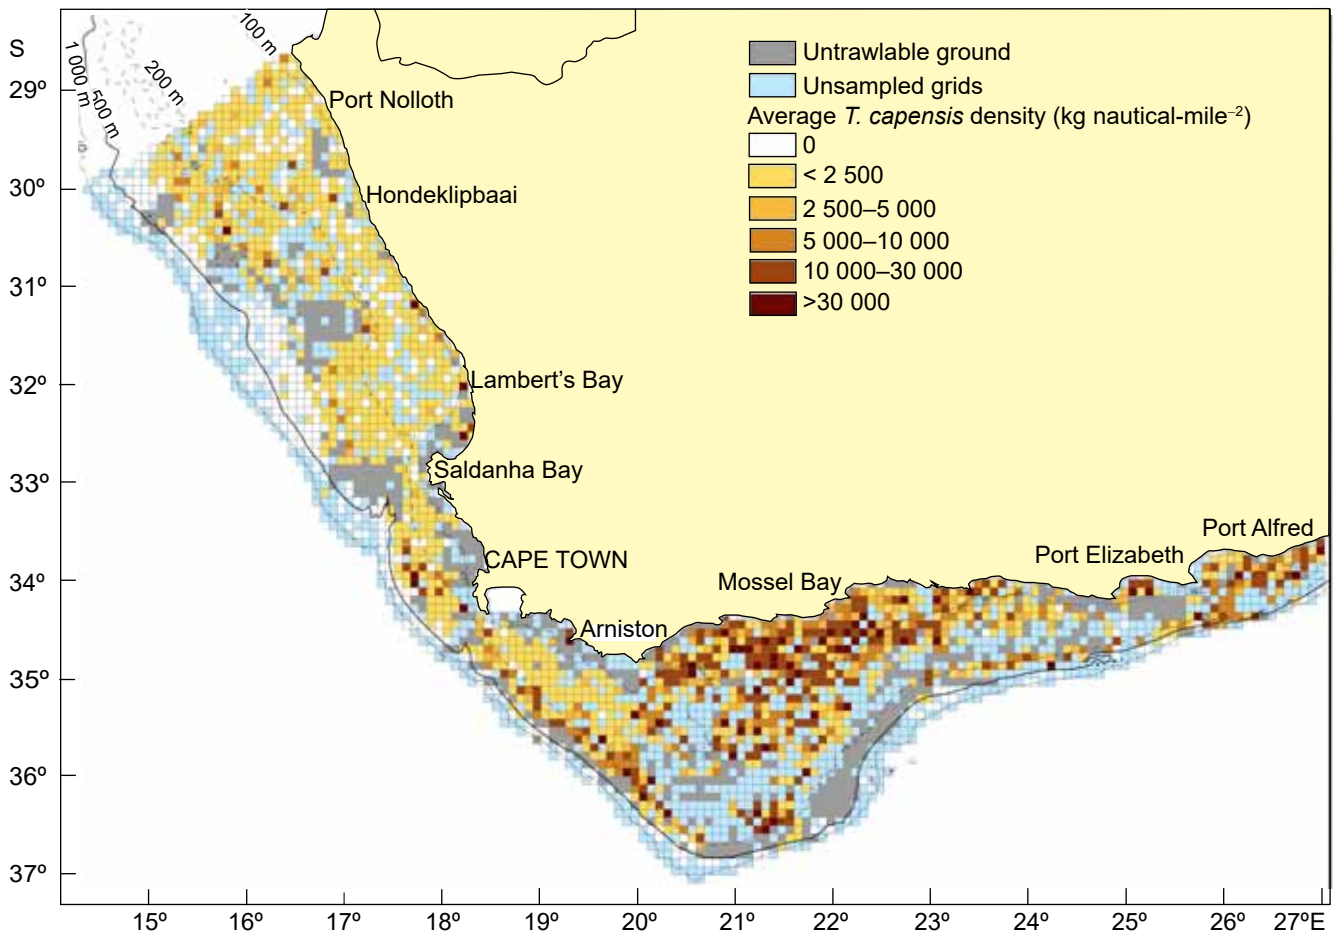 S
100 m
1 000 m
200 m
500 m
Untrawlable ground
Unsampled grids
Average T. capensis density (kg nautical-mile⁻²)
0
< 2 500
2 500–5 000
5 000–10 000
10 000–30 000
>30 000
29º
30º
31º
32º
33º
34º
35º
36º
37º
Port Nolloth
Hondeklipbaai
Lambert’s Bay
Saldanha Bay
CAPE TOWN
Arniston
Mossel Bay
Port Elizabeth
Port Alfred
15º 16º 17º 18º 19º 20º 21º 22º 23º 24º 25º 26º 27ºE